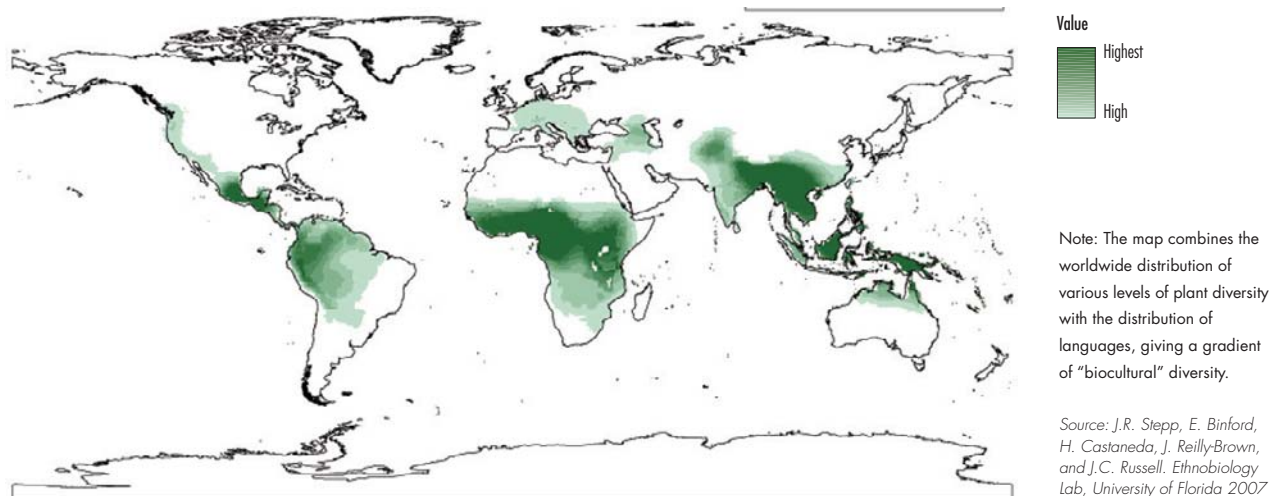 Value
Highest
High
Note: The map combines the
worldwide distribution of
various levels of plant diversity
with the distribution of
languages, giving a gradient
of “biocultural” diversity.
Source: J.R. Stepp, E. Binford,
H. Castaneda, J. Reilly-Brown,
and J.C. Russell. Ethnobiology
Lab, University of Florida 2007